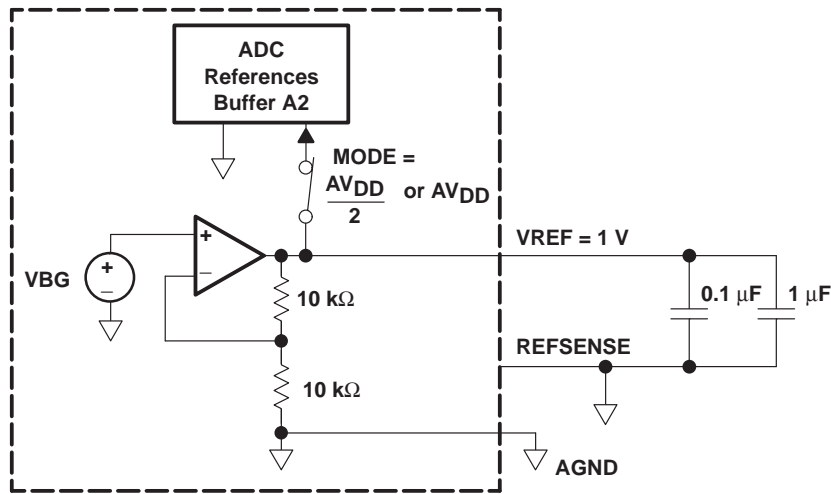 ADC
References
Buffer A2
MODE =
AVDD
2
or AVDD
+
−
VBG
+
−
10 kΩ
10 kΩ
VREF = 1 V
0.1 μF
1 μF
REFSENSE
AGND